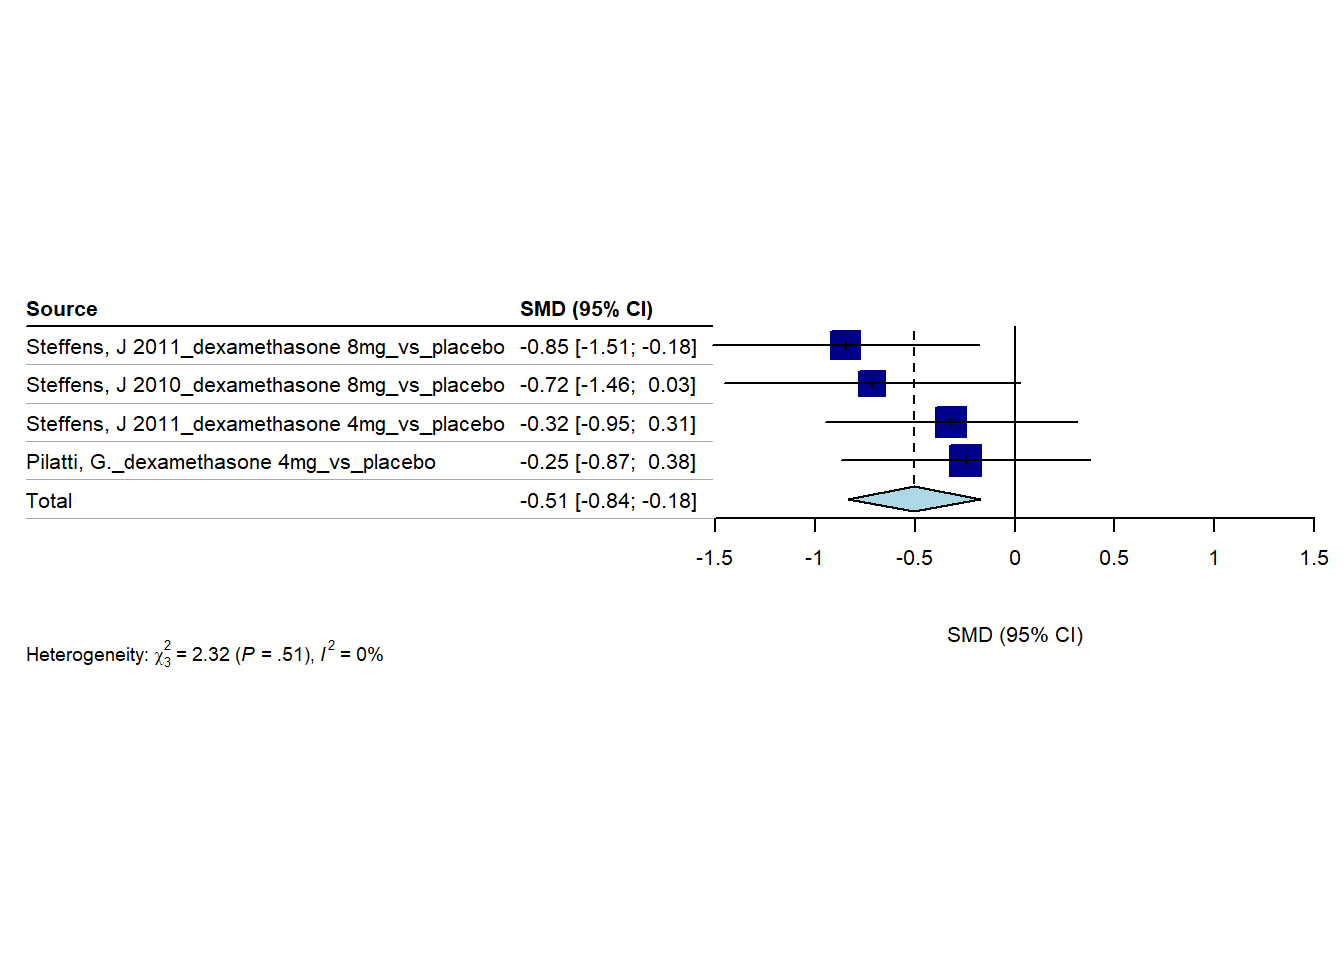 Source SMD (95% CI)
Steffens, J 2011_dexamethasone 8mg_vs_placebo -0.85 [-1.51; -0.18]
Steffens, J 2010_dexamethasone 8mg_vs_placebo -0.72 [-1.46; 0.03]
Steffens, J 2011_dexamethasone 4mg_vs_placebo -0.32 [-0.95; 0.31]
Pilatti, G._dexamethasone 4mg_vs_placebo -0.25 [-0.87; 0.38]
Total -0.51 [-0.84; -0.18]
-1.5 -1 -0.5 0 0.5 1 1.5
SMD (95% CI)
Heterogeneity: χ²₃ = 2.32 (P = .51), I² = 0%